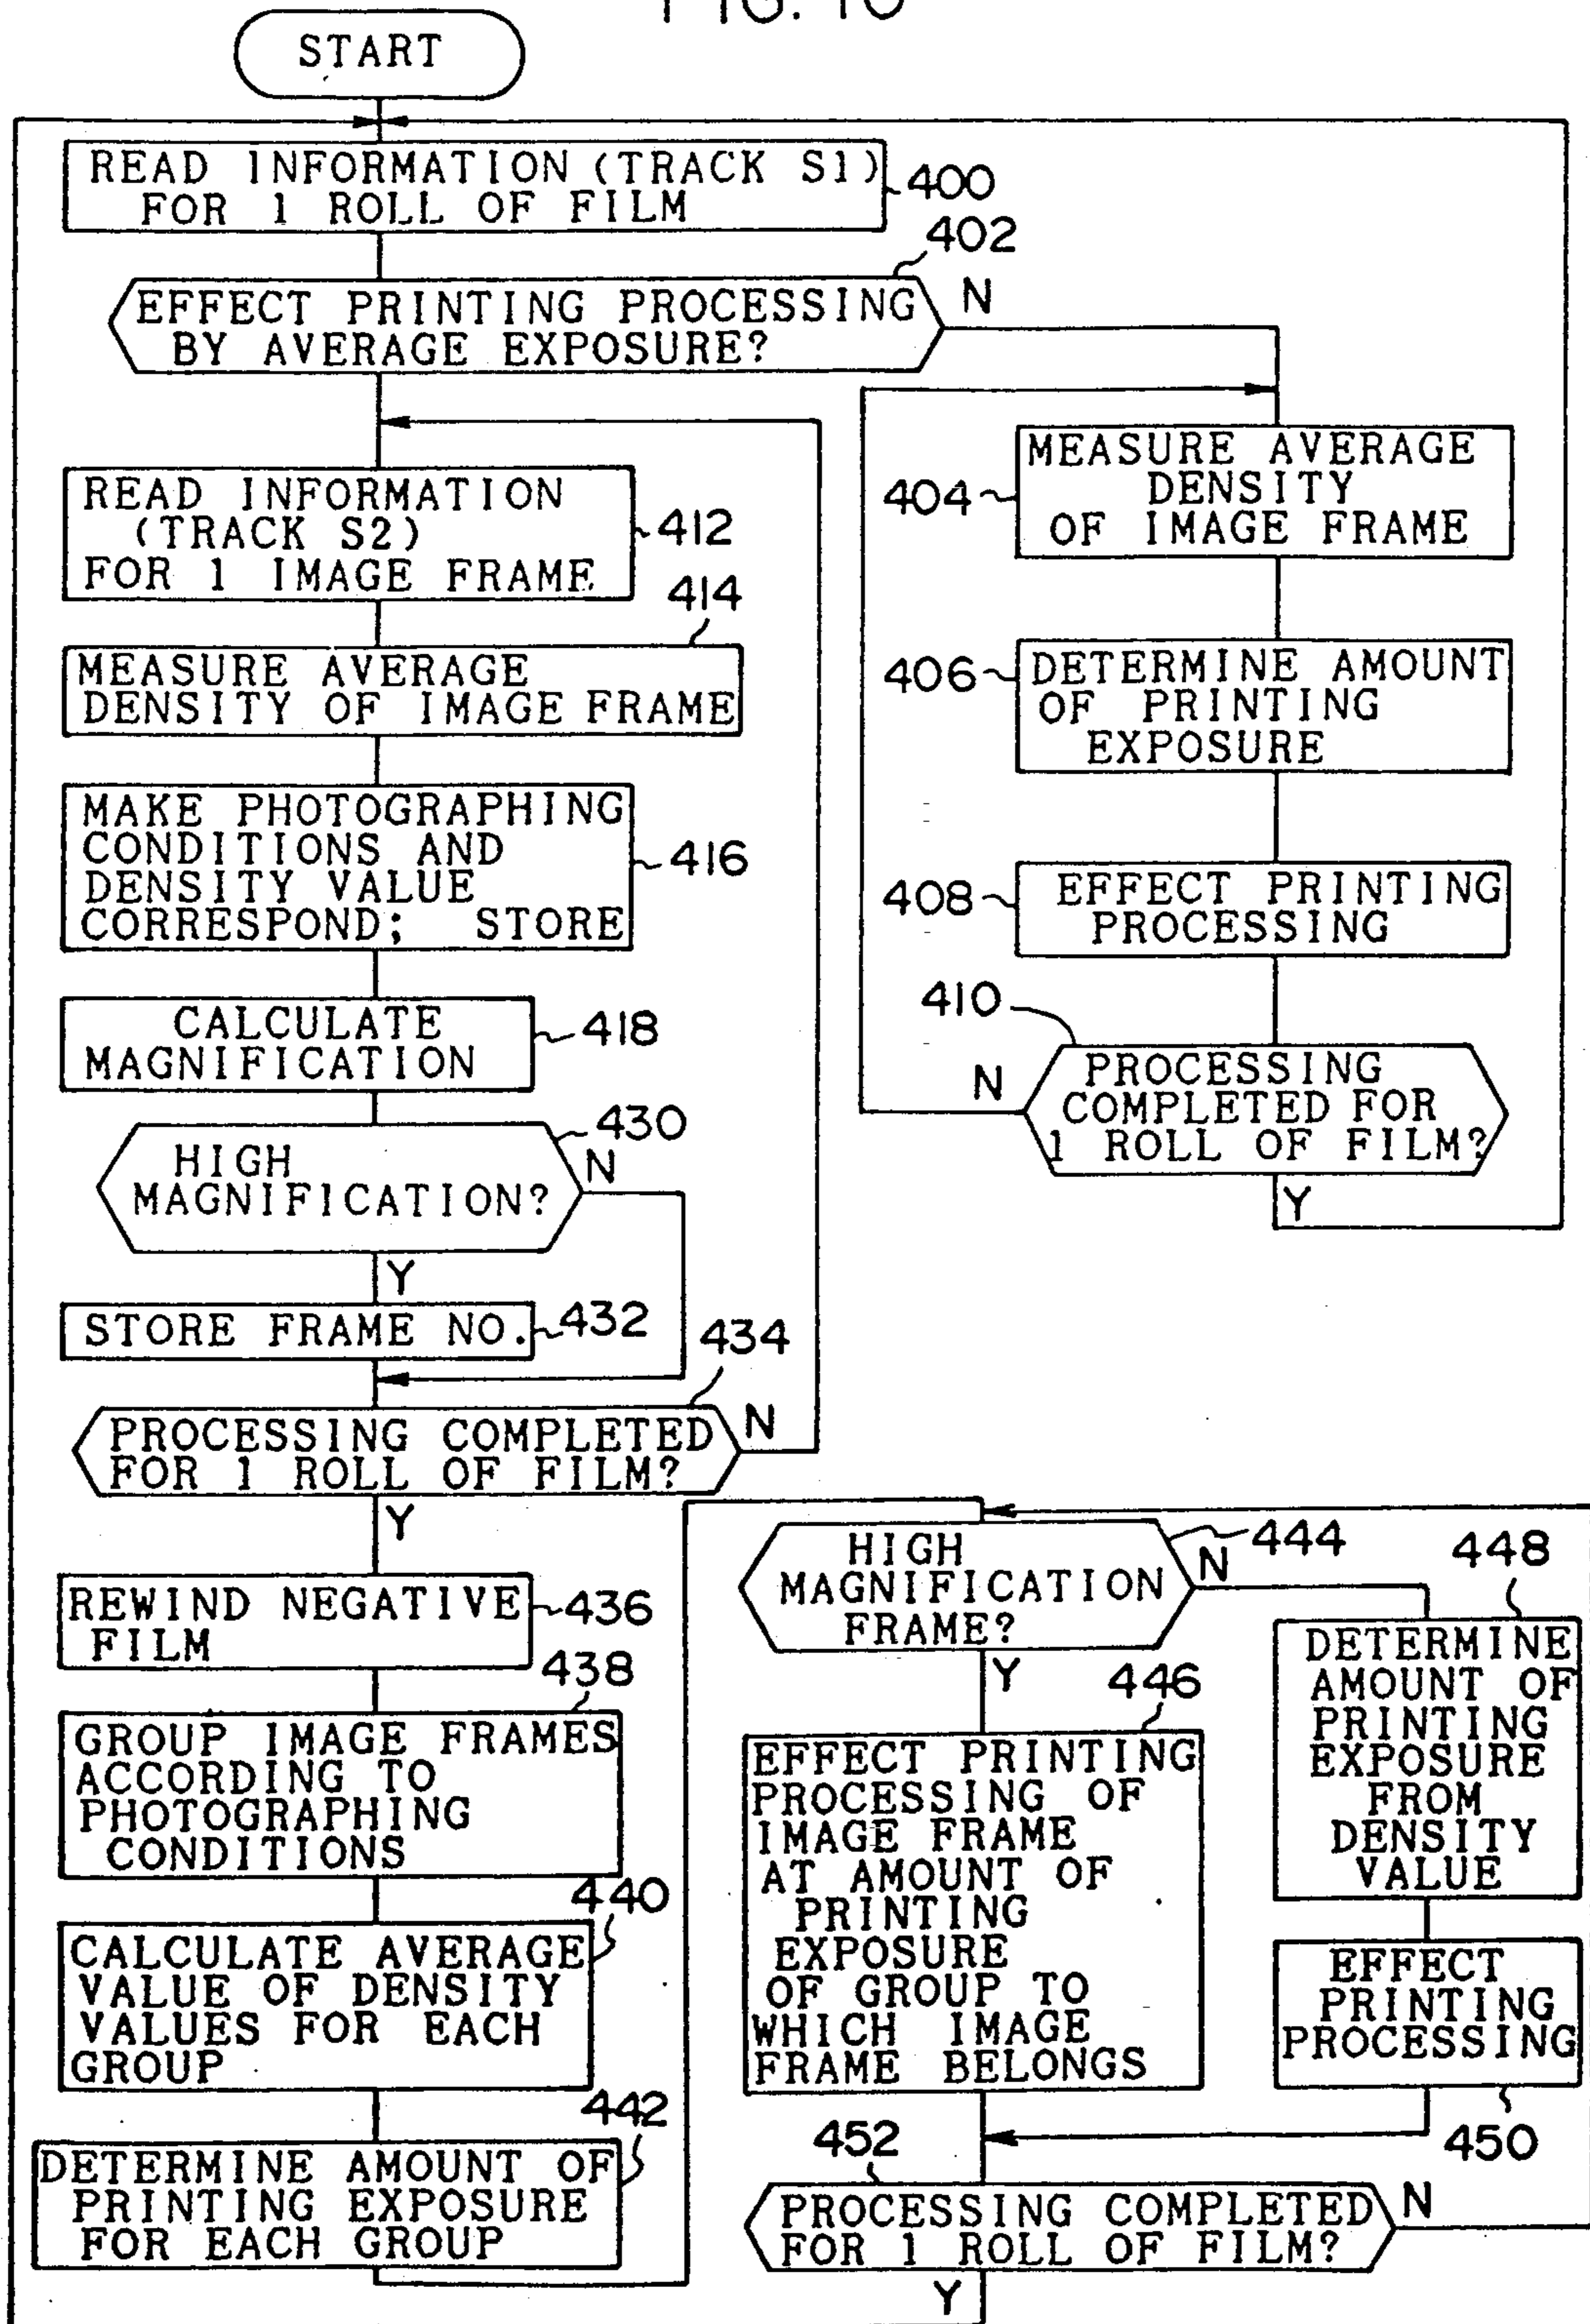 FIG. 10
START
READ INFORMATION (TRACK S1)
FOR 1 ROLL OF FILM
400
402
EFFECT PRINTING PROCESSING
BY AVERAGE EXPOSURE?
N
READ INFORMATION
(TRACK S2)
FOR 1 IMAGE FRAME
412
414
MEASURE AVERAGE
DENSITY OF IMAGE FRAME
MAKE PHOTOGRAPHING
CONDITIONS AND
DENSITY VALUE
CORRESPOND; STORE
416
CALCULATE
MAGNIFICATION
418
430
HIGH
MAGNIFICATION?
N
Y
STORE FRAME NO.
432
434
PROCESSING COMPLETED
FOR 1 ROLL OF FILM?
N
Y
REWIND NEGATIVE
FILM
436
438
GROUP IMAGE FRAMES
ACCORDING TO
PHOTOGRAPHING
CONDITIONS
440
CALCULATE AVERAGE
VALUE OF DENSITY
VALUES FOR EACH
GROUP
442
DETERMINE AMOUNT OF
PRINTING EXPOSURE
FOR EACH GROUP
404
MEASURE AVERAGE
DENSITY
OF IMAGE FRAME
406
DETERMINE AMOUNT
OF PRINTING
EXPOSURE
408
EFFECT PRINTING
PROCESSING
410
N
PROCESSING
COMPLETED FOR
1 ROLL OF FILM?
Y
HIGH
MAGNIFICATION
FRAME?
444
N
Y
446
EFFECT PRINTING
PROCESSING OF
IMAGE FRAME
AT AMOUNT OF
PRINTING
EXPOSURE
OF GROUP TO
WHICH IMAGE
FRAME BELONGS
448
DETERMINE
AMOUNT OF
PRINTING
EXPOSURE
FROM
DENSITY
VALUE
EFFECT
PRINTING
PROCESSING
450
452
PROCESSING COMPLETED
FOR 1 ROLL OF FILM?
N
Y